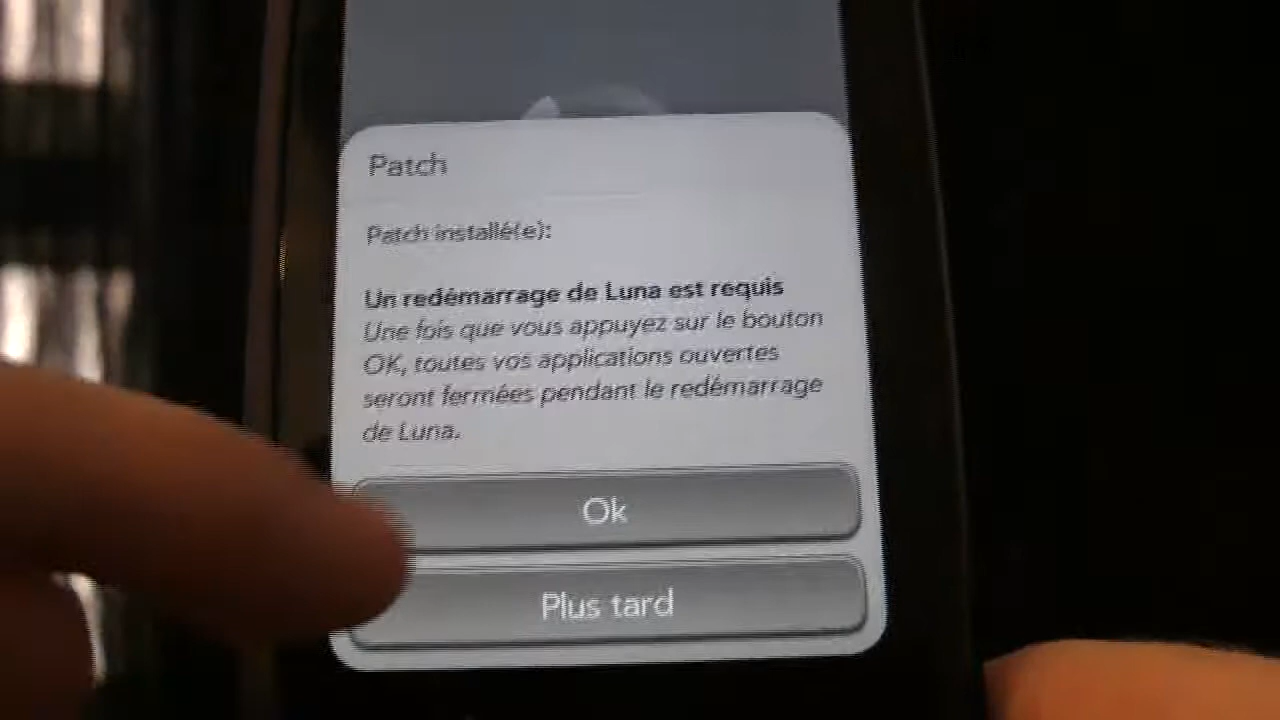 Patch
Patch installé(e):
Un redémarrage de Luna est requis
Une fois que vous appuyez sur le bouton
OK, toutes vos applications ouvertes
seront fermées pendant le redémarrage
de Luna.
Ok
Plus tard